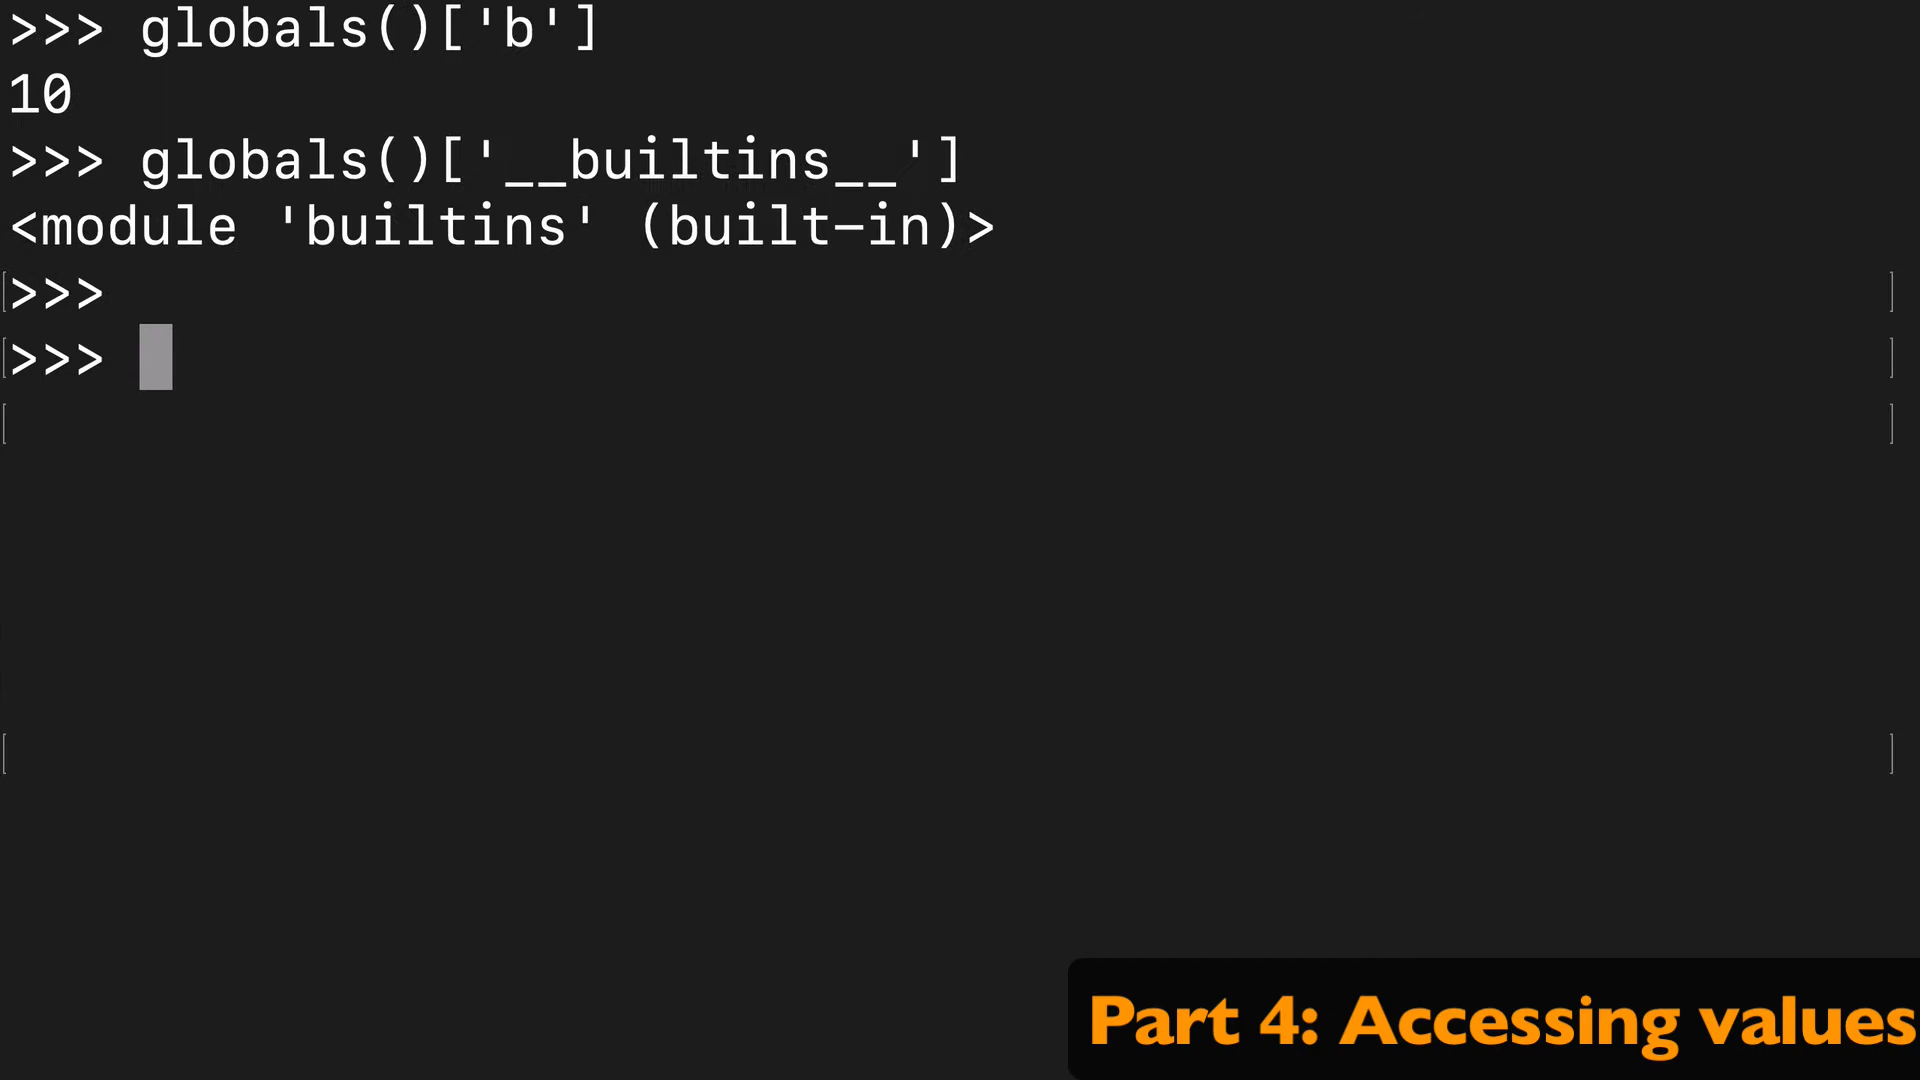 >>> globals()['b']
10
>>> globals()['__builtins__']
<module 'builtins' (built-in)>
[>>> ]
[>>> ]
[ ]
[ ]
Part 4: Accessing values